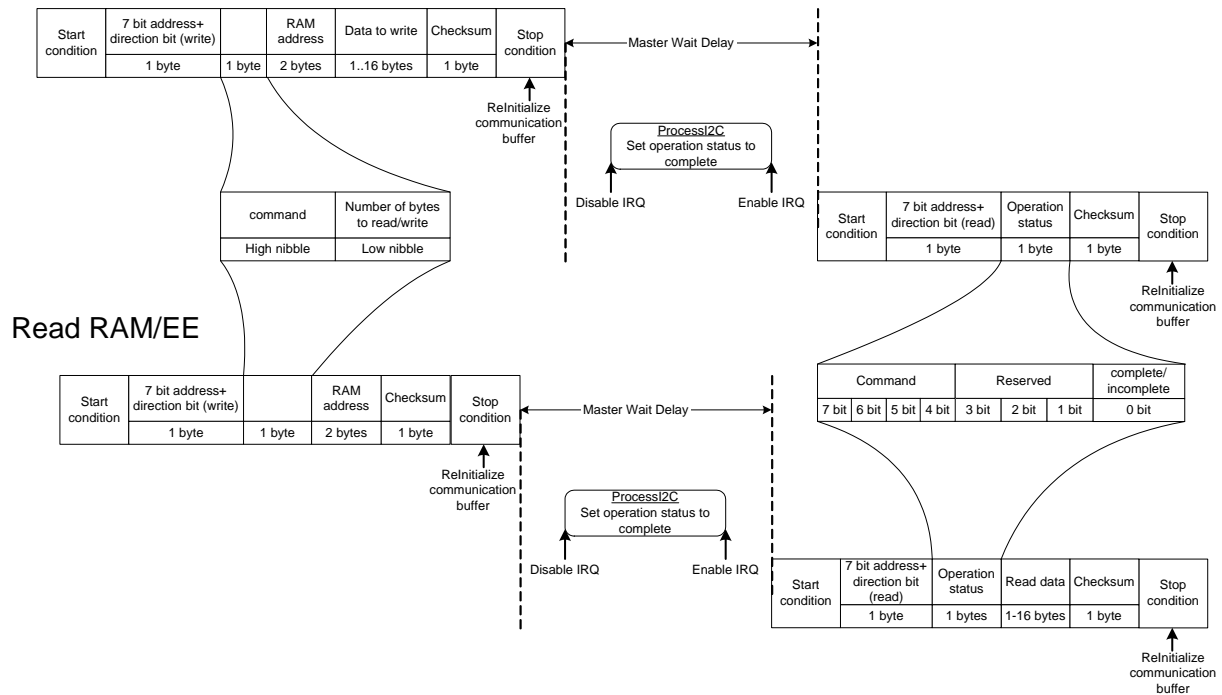 Start
condition
7 bit address+
direction bit (write)
1 byte
1 byte
RAM
address
2 bytes
Data to write
1..16 bytes
Checksum
1 byte
Stop
condition
ReInitialize
communication
buffer
Master Wait Delay
ProcessI2C
Set operation status to
complete
Disable IRQ
Enable IRQ
command
High nibble
Number of bytes
to read/write
Low nibble
Start
condition
7 bit address+
direction bit (read)
1 byte
Operation
status
1 byte
Checksum
1 byte
Stop
condition
ReInitialize
communication
buffer
Read RAM/EE
Start
condition
7 bit address+
direction bit (write)
1 byte
1 byte
RAM
address
2 bytes
Checksum
1 byte
Stop
condition
ReInitialize
communication
buffer
Master Wait Delay
ProcessI2C
Set operation status to
complete
Disable IRQ
Enable IRQ
Command
Reserved
complete/
incomplete
7 bit
6 bit
5 bit
4 bit
3 bit
2 bit
1 bit
0 bit
Start
condition
7 bit address+
direction bit
(read)
1 byte
Operation
status
1 bytes
Read data
1-16 bytes
Checksum
1 byte
Stop
condition
ReInitialize
communication
buffer